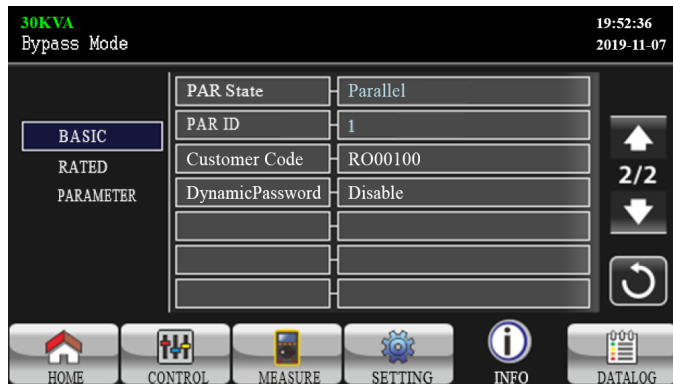 30KVA
Bypass Mode
19:52:36
2019-11-07
BASIC
RATED
PARAMETER
PAR State Parallel
PAR ID 1
Customer Code RO00100
DynamicPassword Disable
2/2
HOME CONTROL MEASURE SETTING INFO DATALOG